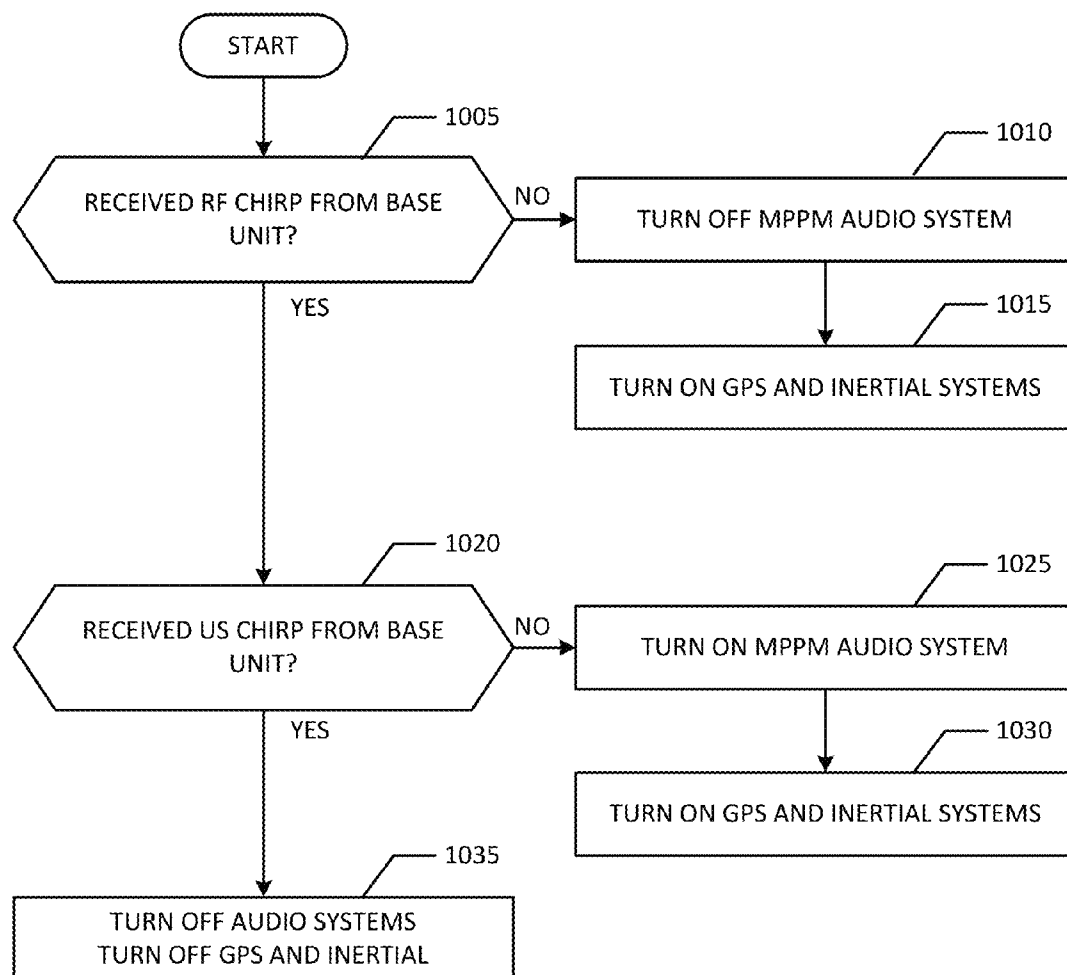 START
1005
RECEIVED RF CHIRP FROM BASE
UNIT?
NO
1010
TURN OFF MPPM AUDIO SYSTEM
YES
1015
TURN ON GPS AND INERTIAL SYSTEMS
1020
RECEIVED US CHIRP FROM BASE
UNIT?
NO
1025
TURN ON MPPM AUDIO SYSTEM
YES
1030
TURN ON GPS AND INERTIAL SYSTEMS
1035
TURN OFF AUDIO SYSTEMS
TURN OFF GPS AND INERTIAL